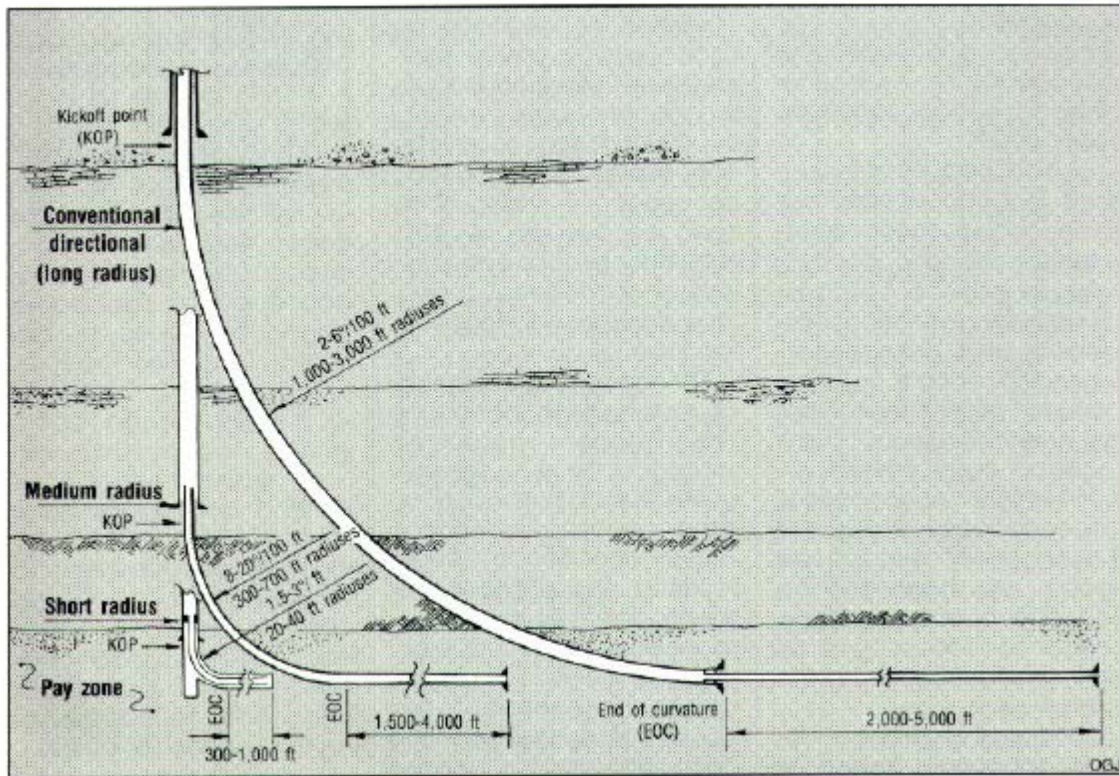 Kickoff point
(KOP)
Conventional
directional
(long radius)
2-6°/100 ft
1,000-3,000 ft radiuses
Medium radius
KOP
8-20°/100 ft
300-700 ft radiuses
1.5-3°/ ft
20-40 ft radiuses
Short radius
KOP
Pay zone
EOC
EOC
300-1,000 ft
1,500-4,000 ft
End of curvature
(EOC)
2,000-5,000 ft